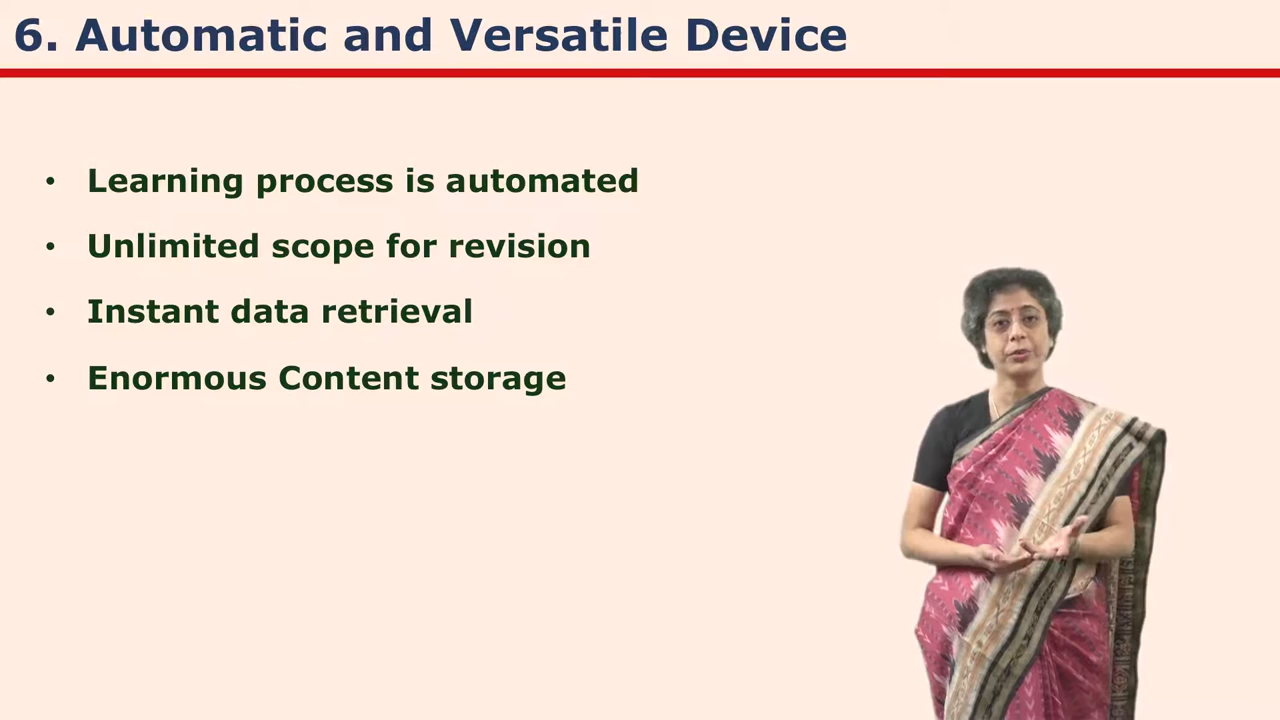 6. Automatic and Versatile Device
• Learning process is automated
• Unlimited scope for revision
• Instant data retrieval
• Enormous Content storage